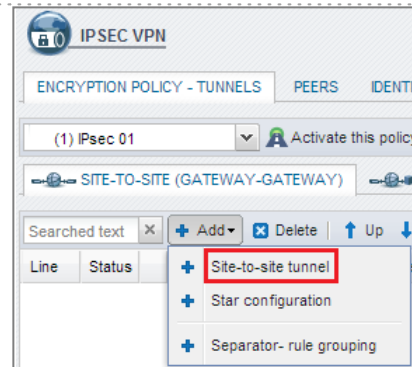 IPSEC VPN
ENCRYPTION POLICY - TUNNELS PEERS
(1) IPsec 01 Activate this policy
SITE-TO-SITE (GATEWAY-GATEWAY)
Searched text Add Delete Up
Line Status
Site-to-site tunnel
Star configuration
Separator- rule grouping